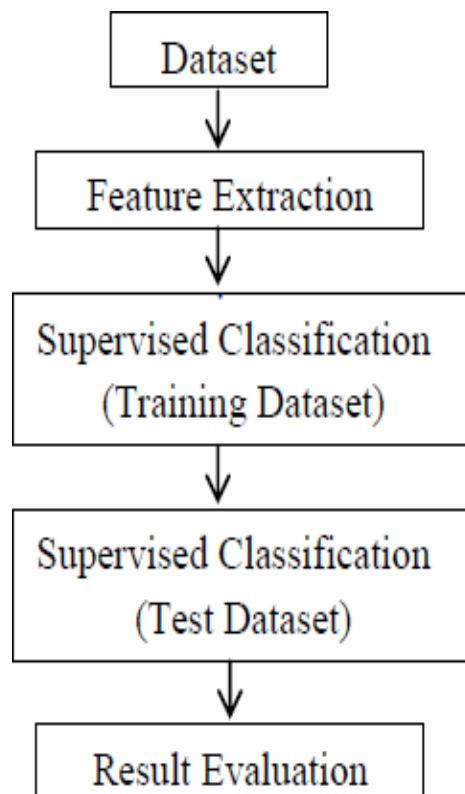 Dataset
Feature Extraction
Supervised Classification
(Training Dataset)
Supervised Classification
(Test Dataset)
Result Evaluation